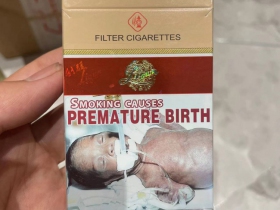 FILTER CIGARETTES
SMOKING CAUSES
PREMATURE BIRTH